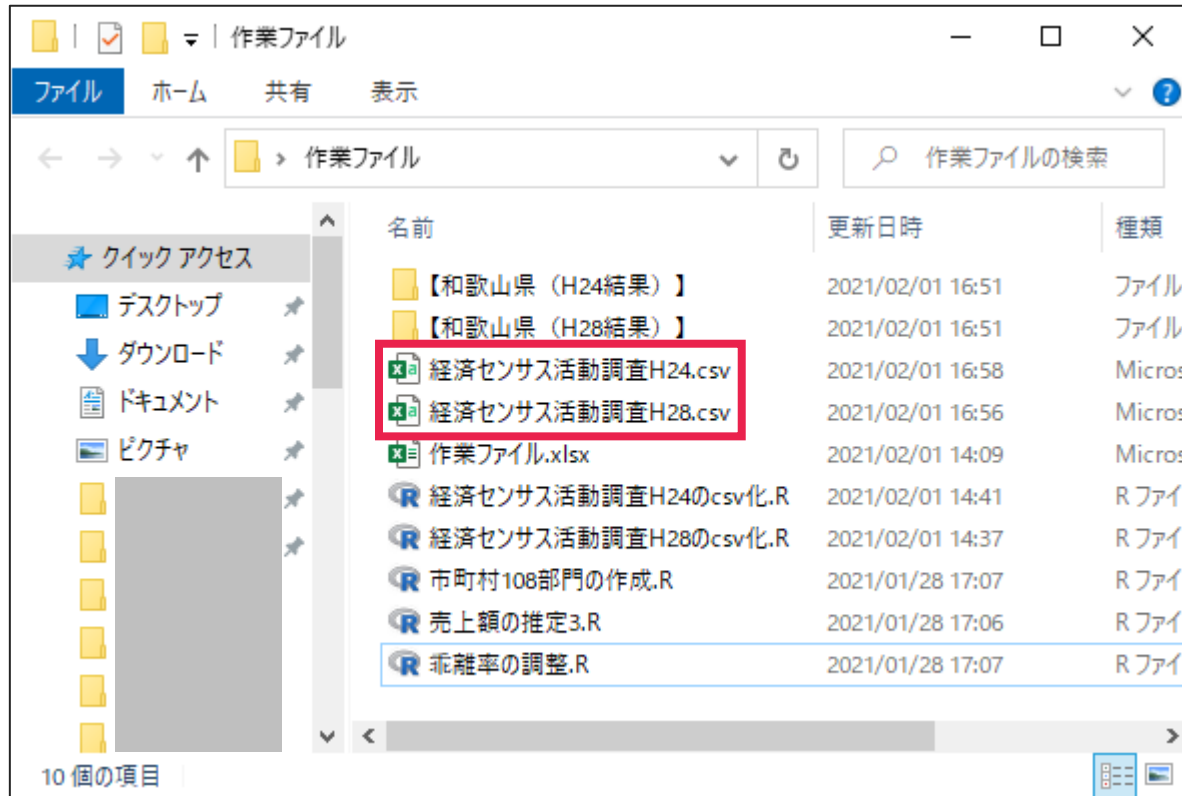 作業ファイル
ファイル ホーム 共有 表示
作業ファイル 作業ファイルの検索
名前 更新日時 種類
クイック アクセス
デスクトップ
ダウンロード
ドキュメント
ピクチャ
【和歌山県（H24結果）】 2021/02/01 16:51 ファイル
【和歌山県（H28結果）】 2021/02/01 16:51 ファイル
経済センサス活動調査H24.csv 2021/02/01 16:58 Micros
経済センサス活動調査H28.csv 2021/02/01 16:56 Micros
作業ファイル.xlsx 2021/02/01 14:09 Micros
経済センサス活動調査H24のcsv化.R 2021/02/01 14:41 R ファイ
経済センサス活動調査H28のcsv化.R 2021/02/01 14:37 R ファイ
市町村108部門の作成.R 2021/01/28 17:07 R ファイ
売上額の推定3.R 2021/01/28 17:06 R ファイ
乖離率の調整.R 2021/01/28 17:07 R ファイ
10 個の項目